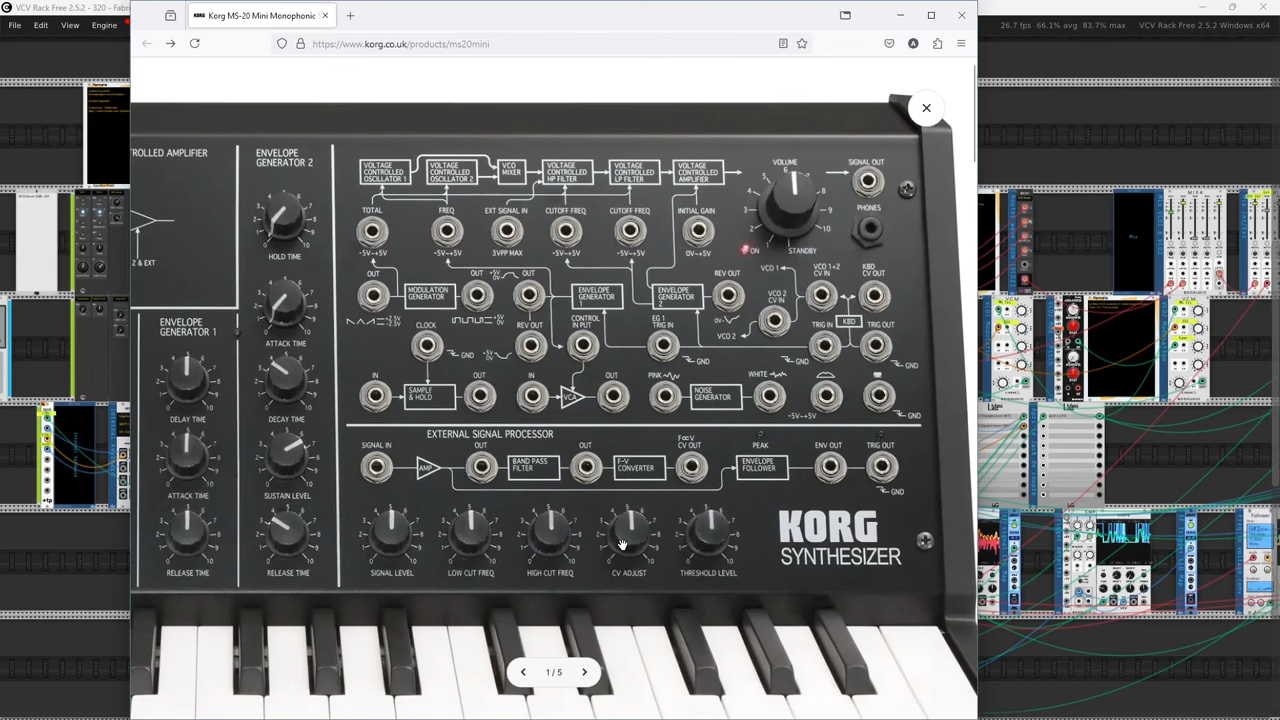 VCV Rack Free 2.5.2 - Fabri
File Edit View Engine
Korg MS-20 Mini Monophonic
https://www.korg.co.uk/products/ms20mini
26.7 fps 66.1% avg 83.7% max VCV Rack Free 2.5.2 Windows x64
ENVELOPE
GENERATOR 2
HOLD TIME
ATTACK TIME
DECAY TIME
SUSTAIN LEVEL
RELEASE TIME
TROLLED AMPLIFIER
2 & EXT
ENVELOPE
GENERATOR 1
DELAY TIME
ATTACK TIME
RELEASE TIME
VOLTAGE CONTROLLED OSCILLATOR 1
VOLTAGE CONTROLLED OSCILLATOR 2
VCO MIXER
VOLTAGE CONTROLLED HP FILTER
VOLTAGE CONTROLLED LP FILTER
VOLTAGE CONTROLLED AMPLIFIER
VOLUME
SIGNAL OUT
PHONES
ON STANDBY
TOTAL FREQ EXT SIGNAL IN CUTOFF FREQ CUTOFF FREQ INITIAL GAIN
-5V→+5V -5V→+5V 3VPP MAX -5V→+5V -5V→+5V 0V→+5V
OUT MODULATION GENERATOR OUT OUT ENVELOPE GENERATOR 1 ENVELOPE GENERATOR 2 REV OUT
VCO 1 VCO 1+2 CV IN KBD CV OUT
VCO 2 CV IN
VCO 2
KBD
CLOCK REV OUT CONTROL IN PUT EG 1 TRIG IN TRIG IN TRIG OUT
GND GND GND GND
IN SAMPLE & HOLD OUT IN VCA OUT PINK NOISE GENERATOR WHITE
-5V→+5V GND
EXTERNAL SIGNAL PROCESSOR
SIGNAL IN AMP OUT BAND PASS FILTER OUT F-V CONVERTER F→V CV OUT PEAK ENVELOPE FOLLOWER ENV OUT TRIG OUT
GND
SIGNAL LEVEL LOW CUT FREQ HIGH CUT FREQ CV ADJUST THRESHOLD LEVEL
KORG
SYNTHESIZER
1 / 5
MIX4